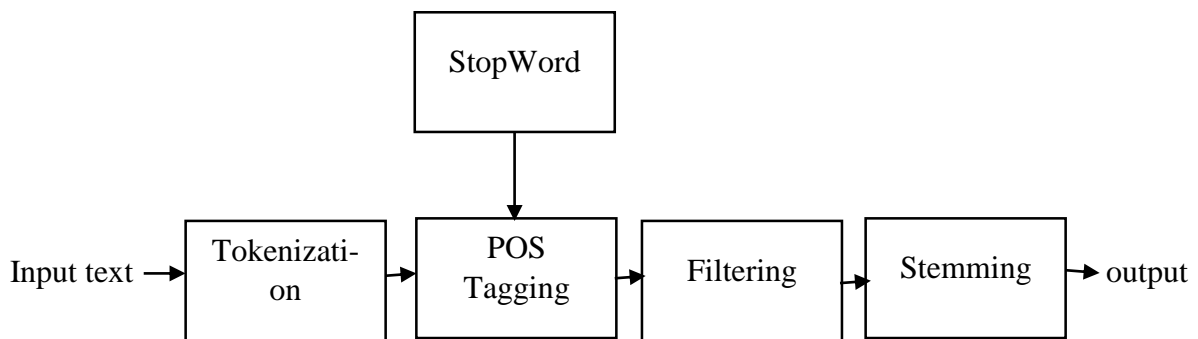 StopWord
Input text
Tokenizati-
on
POS
Tagging
Filtering
Stemming
output